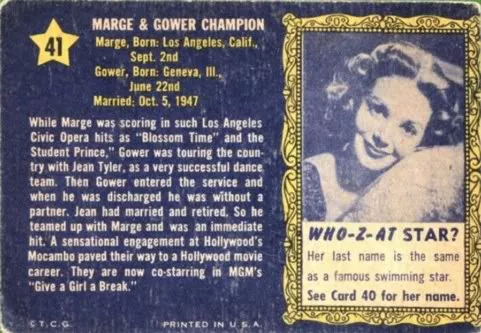 41
MARGE & GOWER CHAMPION
Marge, Born: Los Angeles, Calif.,
Sept. 2nd
Gower, Born: Geneva, Ill.,
June 22nd
Married: Oct. 5, 1947
While Marge was scoring in such Los Angeles
Civic Opera hits as "Blossom Time" and the
Student Prince," Gower was touring the coun-
try with Jean Tyler, as a very successful dance
team. Then Gower entered the service and
when he was discharged he was without a
partner. Jean had married and retired. So he
teamed up with Marge and was an immediate
hit. A sensational engagement at Hollywood's
Mocambo paved their way to a Hollywood movie
career. They are now co-starring in MGM's
"Give a Girl a Break."
© T.C.G.
PRINTED IN U.S.A.
WHO-Z-AT STAR?
Her last name is the same
as a famous swimming star.
See Card 40 for her name.